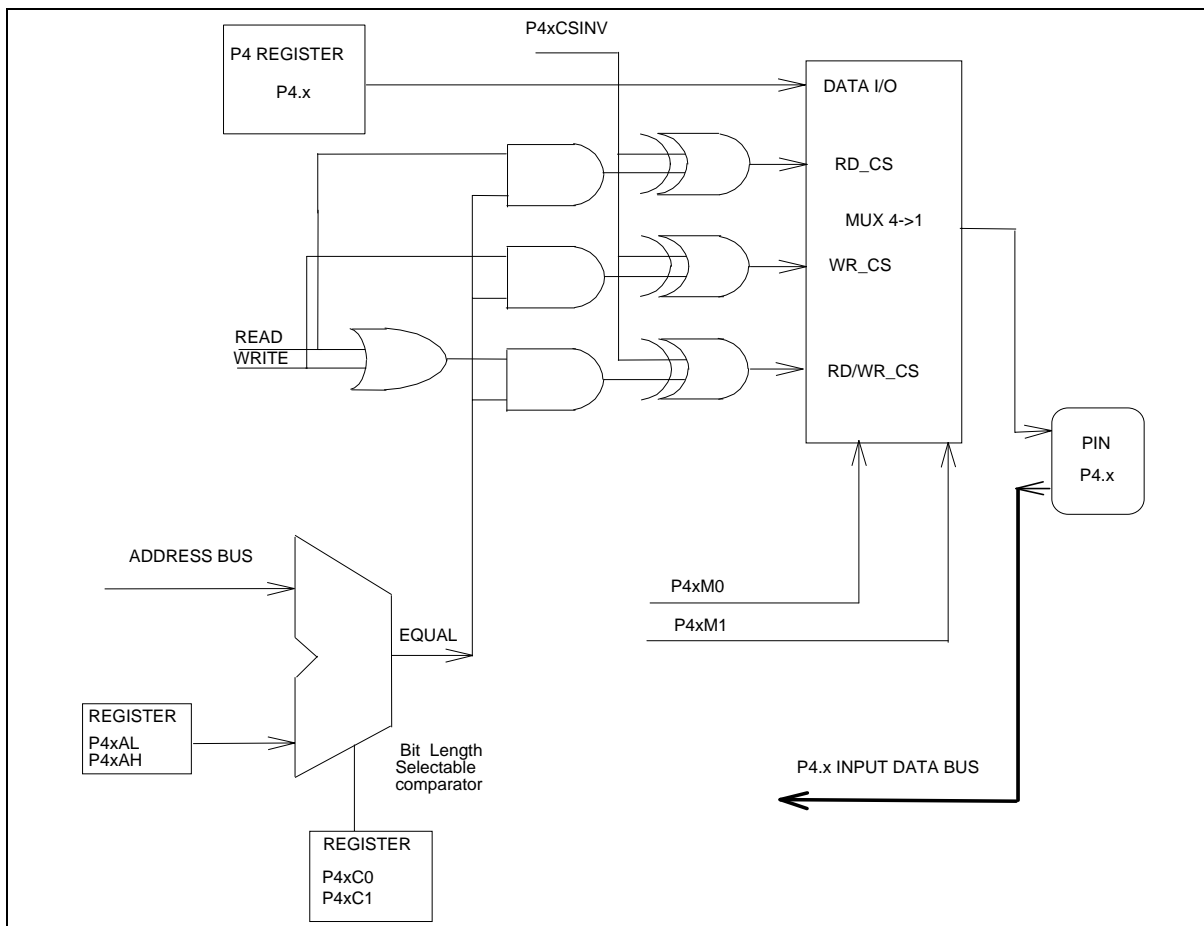 P4xCSINV
P4 REGISTER
P4.x
DATA I/O
RD_CS
MUX 4->1
WR_CS
READ
WRITE
RD/WR_CS
PIN
P4.x
ADDRESS BUS
P4xM0
P4xM1
EQUAL
REGISTER
P4xAL
P4xAH
Bit Length
Selectable
comparator
P4.x INPUT DATA BUS
REGISTER
P4xC0
P4xC1